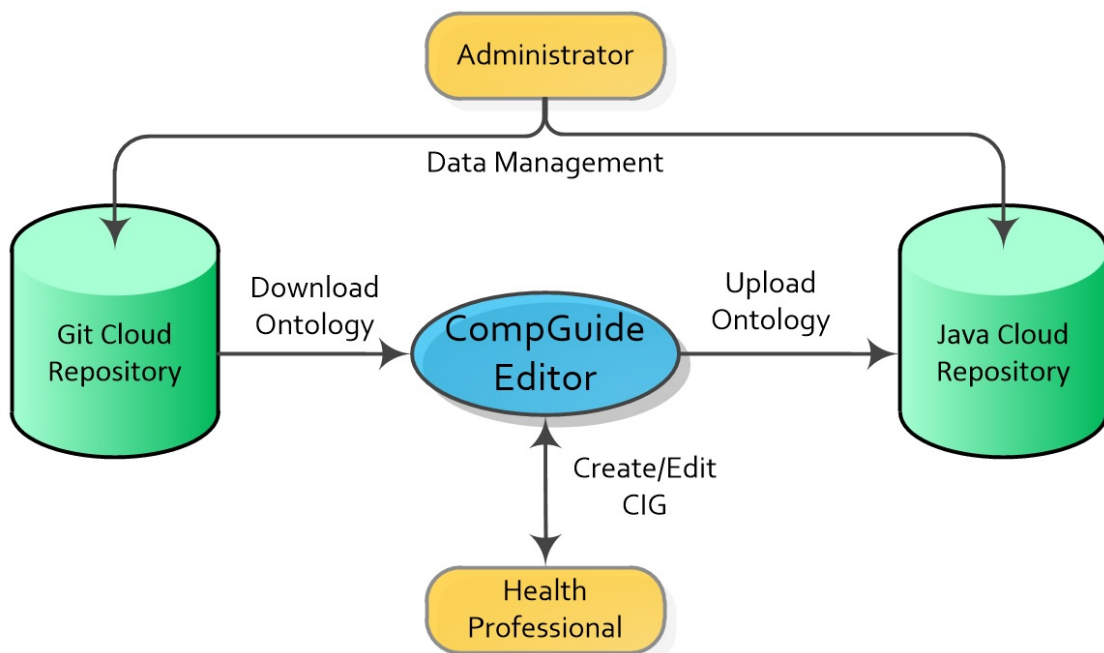 Administrator
Data Management
Download
Ontology
Upload
Ontology
Git Cloud
Repository
CompGuide
Editor
Java Cloud
Repository
Create/Edit
CIG
Health
Professional